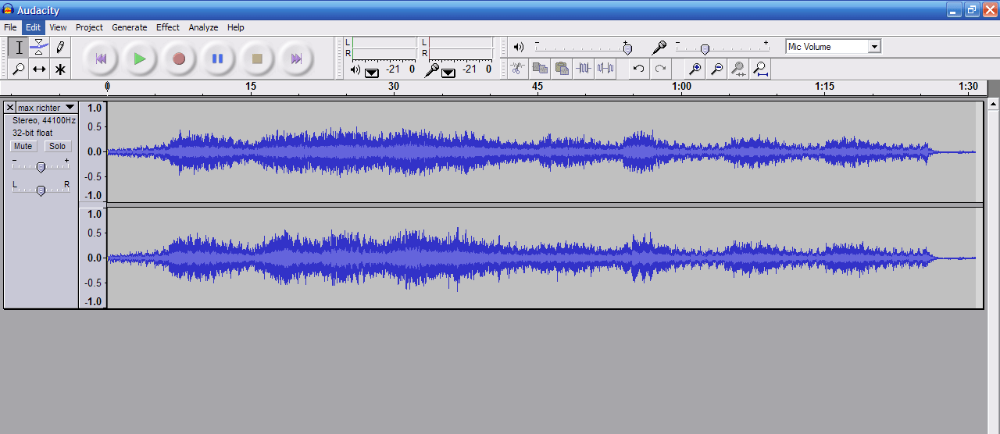 Audacity
File Edit View Project Generate Effect Analyze Help
L
R
-21 0
L
R
-21 0
- +
- +
Mic Volume
0 15 30 45 1:00 1:15 1:30
max richter
Stereo, 44100Hz
32-bit float
Mute Solo
- +
L R
1.0
0.5
0.0
-0.5
-1.0
1.0
0.5
0.0
-0.5
-1.0